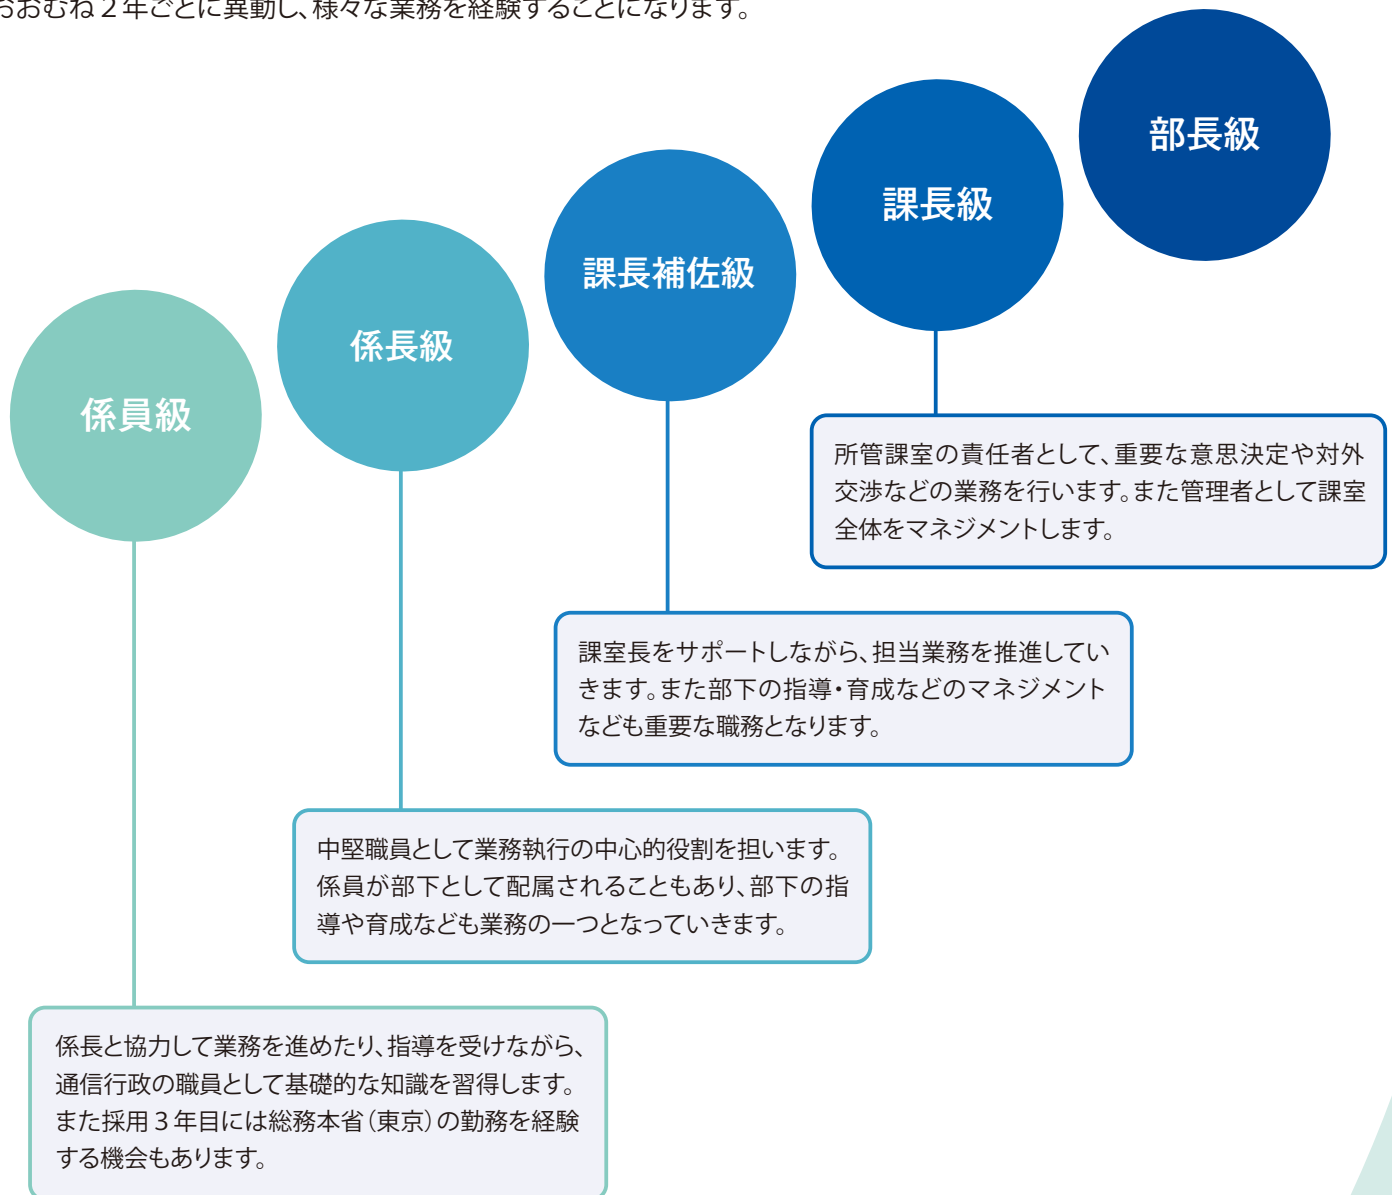 おおむね２年ごとに異動し、様々な業務を経験することになります。
部長級
課長級
課長補佐級
係長級
係員級
所管課室の責任者として、重要な意思決定や対外
交渉などの業務を行います。また管理者として課室
全体をマネジメントします。
課室長をサポートしながら、担当業務を推進してい
きます。また部下の指導・育成などのマネジメント
なども重要な職務となります。
中堅職員として業務執行の中心的役割を担います。
係員が部下として配属されることもあり、部下の指
導や育成なども業務の一つとなっていきます。
係長と協力して業務を進めたり、指導を受けながら、
通信行政の職員として基礎的な知識を習得します。
また採用３年目には総務本省（東京）の勤務を経験
する機会もあります。